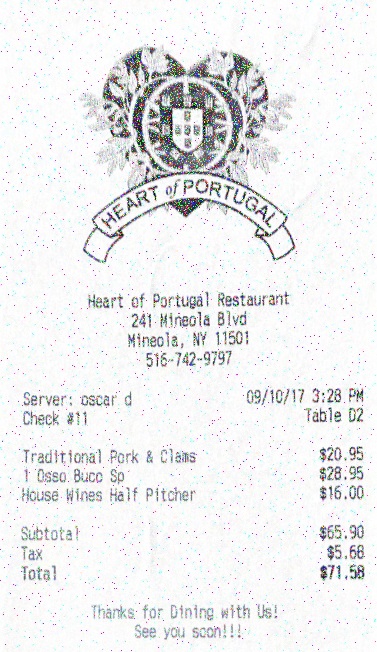 HEART of PORTUGAL
Heart of Portugal Restaurant
241 Mineola Blvd
Mineola, NY 11501
516-742-9797
Server: oscar d 09/10/17 3:28 PM
Check #11 Table D2
Traditional Pork & Clams $20.95
1 Osso Buco Sp $28.95
House Wines Half Pitcher $16.00
Subtotal $65.90
Tax $5.68
Total $71.58
Thanks for Dining with Us!
See you soon!!!